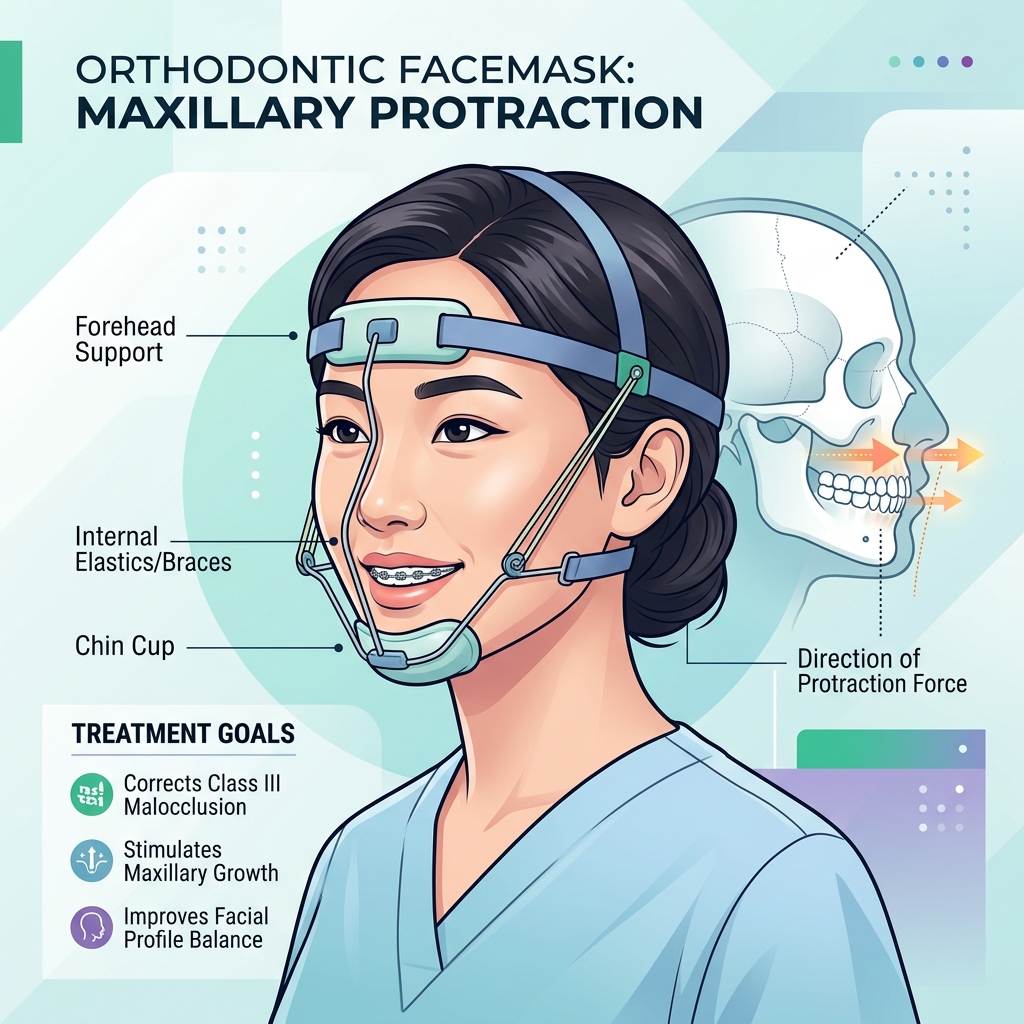 ORTHODONTIC FACEMASK:
MAXILLARY PROTRACTION
Forehead
Support
Internal
Elastics/Braces
Chin Cup
Direction of
Protraction Force
TREATMENT GOALS
Corrects Class III
Malocclusion
Stimulates
Maxillary Growth
Improves Facial
Profile Balance